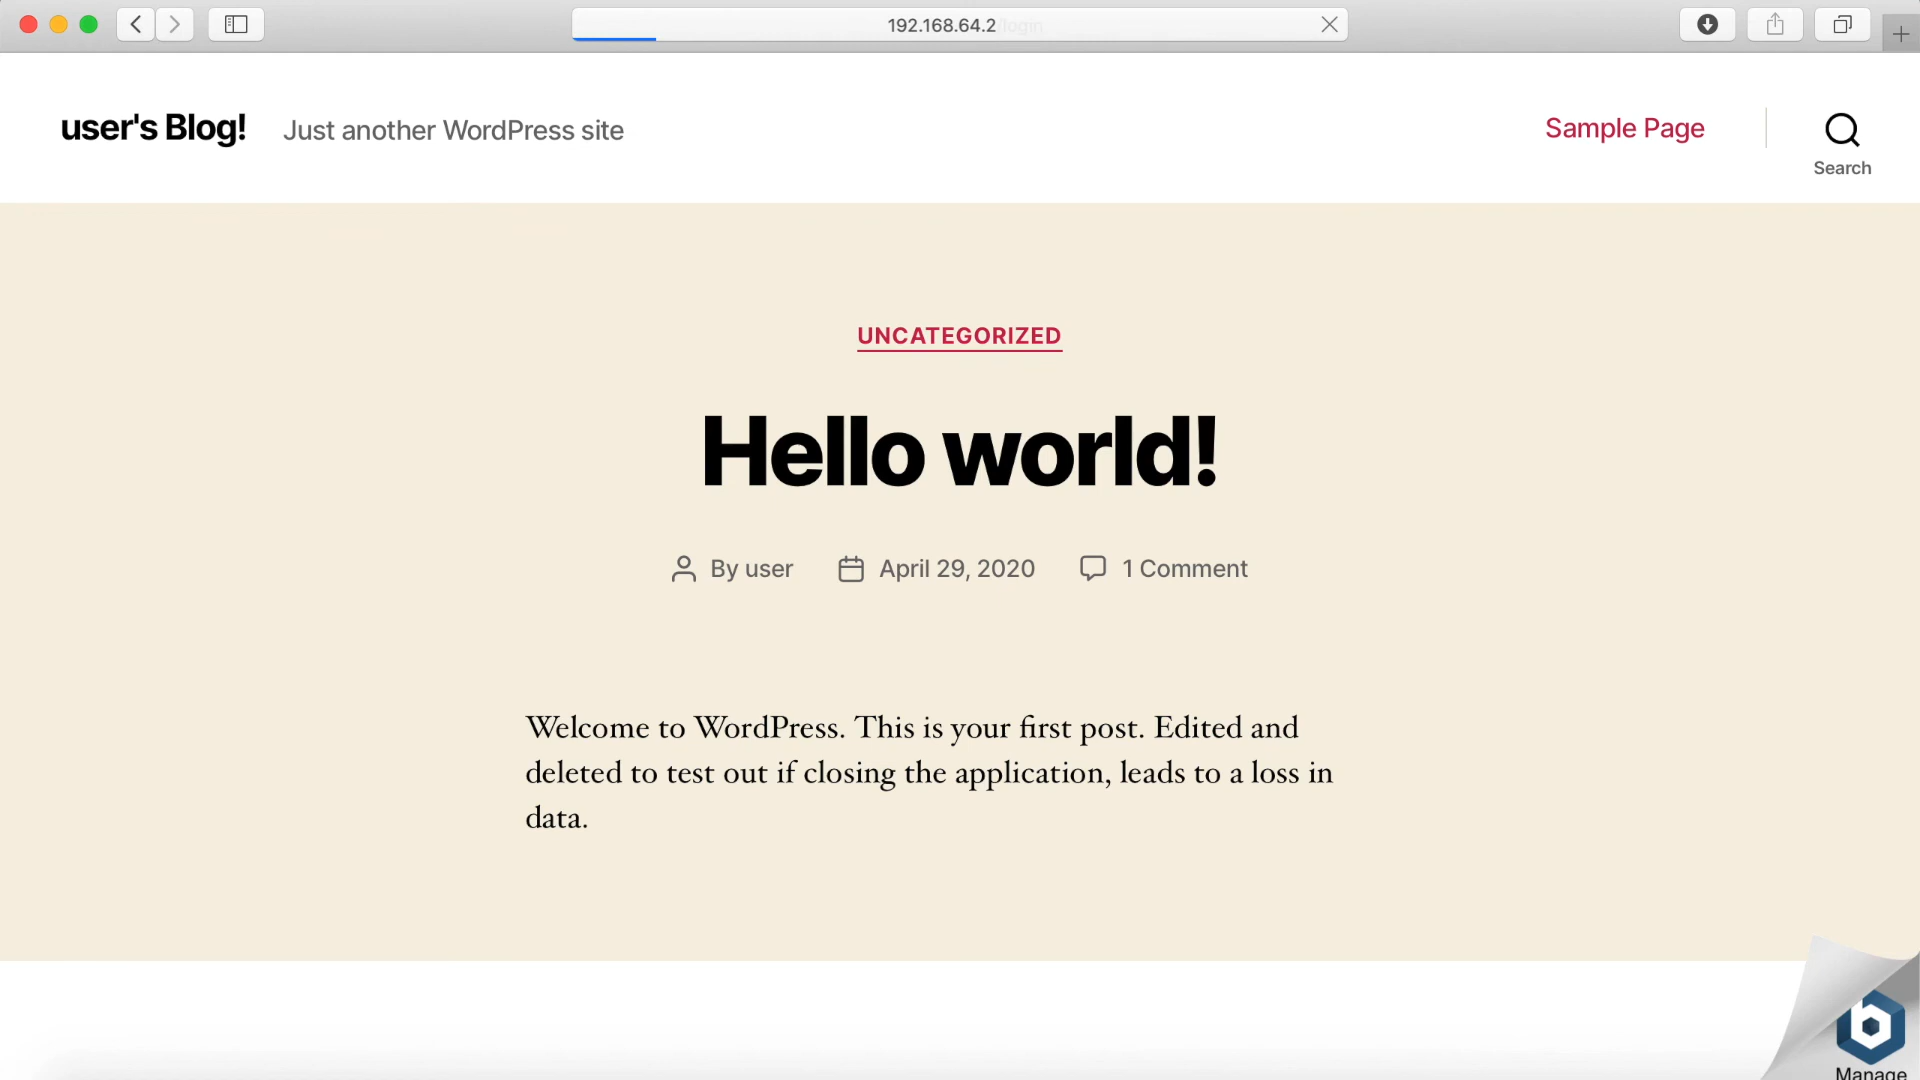 192.168.64.2/login
user's Blog!
Just another WordPress site
Sample Page
Search
UNCATEGORIZED
Hello world!
By user
April 29, 2020
1 Comment
Welcome to WordPress. This is your first post. Edited and
deleted to test out if closing the application, leads to a loss in
data.
b
Manage